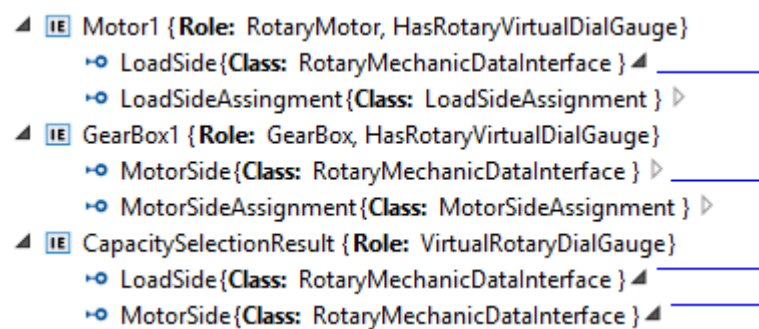 IE Motor1 {Role: RotaryMotor, HasRotaryVirtualDialGauge}
LoadSide{Class: RotaryMechanicDataInterface }
LoadSideAssingment{Class: LoadSideAssignment }
IE GearBox1 {Role: GearBox, HasRotaryVirtualDialGauge}
MotorSide{Class: RotaryMechanicDataInterface }
MotorSideAssignment{Class: MotorSideAssignment }
IE CapacitySelectionResult {Role: VirtualRotaryDialGauge}
LoadSide{Class: RotaryMechanicDataInterface }
MotorSide{Class: RotaryMechanicDataInterface }